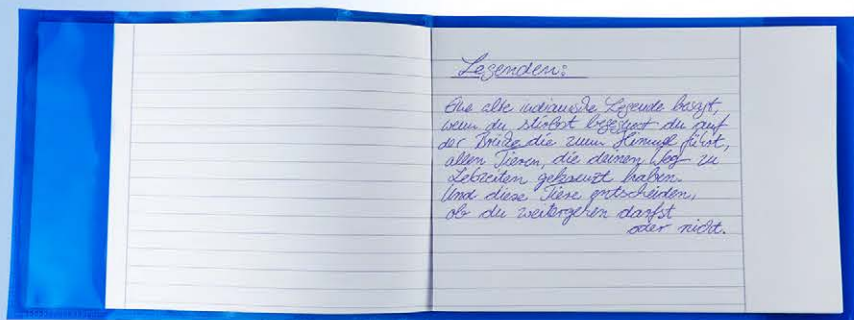 Legenden:
Eine alte indianische Legende besagt,
wenn du stirbst begegnest du auf
der Brücke die zum Himmel führt,
allen Tieren, die deinen Weg zu
Lebzeiten gekreuzt haben.
Und diese Tiere entscheiden,
ob du weitergehen darfst
oder nicht.